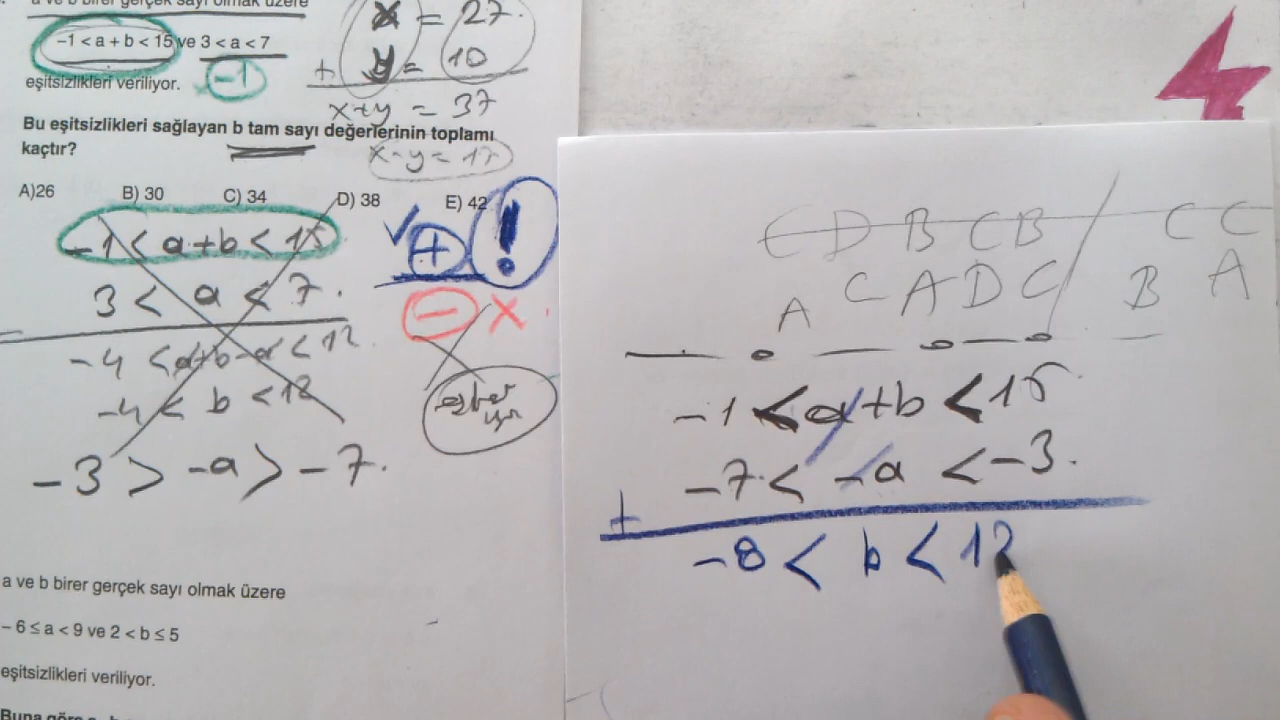 a ve b birer gerçek sayı olmak üzere
−1 < a + b < 15 ve 3 < a < 7
-1
eşitsizlikleri veriliyor.
x = 27
+ y = 10
x+y = 37
x-y = 17
Bu eşitsizlikleri sağlayan b tam sayı değerlerinin toplamı
kaçtır?
A)26 B) 30 C) 34 D) 38 E) 42
-1 < a+b < 15
3 < a < 7.
-4 < a+b-a < 12
-4 < b < 12
-3 > -a > -7.
✓ + !
− x
E D B C B / C C
A C A D C B A
-1 < a+b < 15
-7 < -a < -3.
+
-8 < b < 12
a ve b birer gerçek sayı olmak üzere
− 6 ≤ a < 9 ve 2 < b ≤ 5
eşitsizlikleri veriliyor.